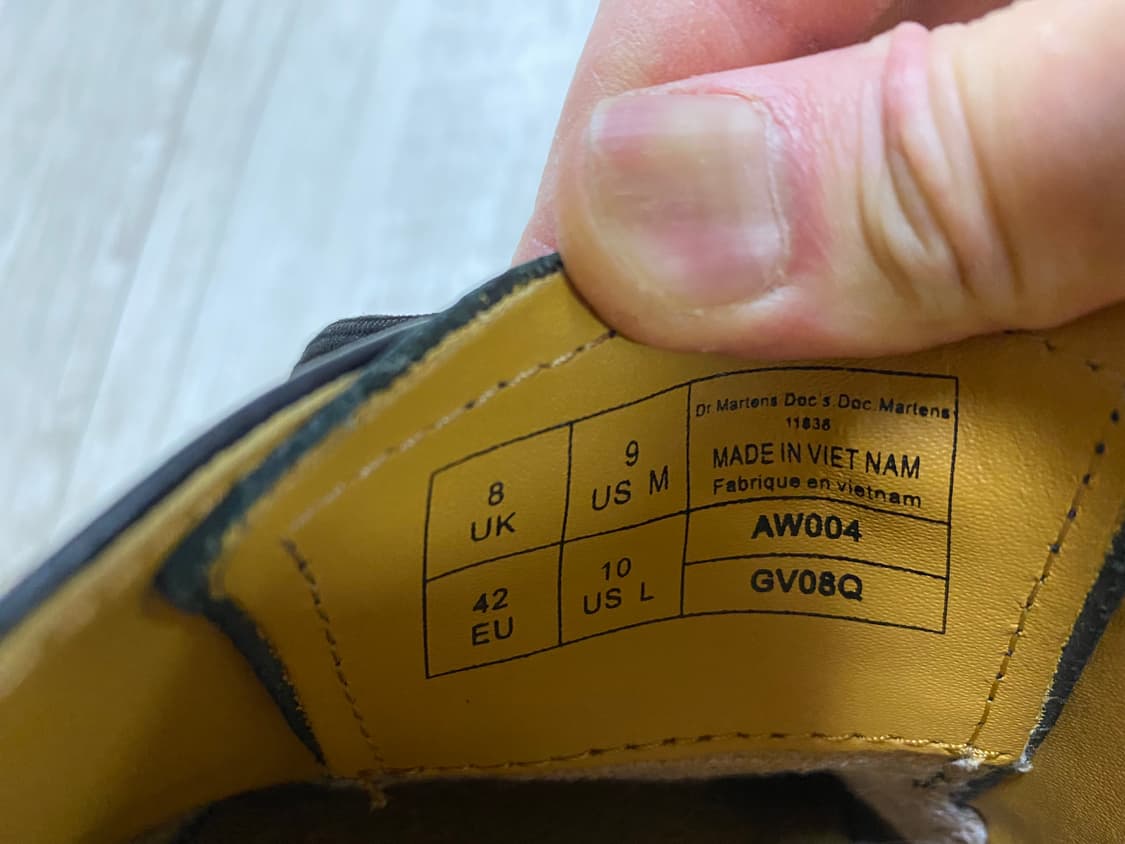 8
UK
9
US M
Dr. Martens Doc's Doc Martens
11838
MADE IN VIET NAM
Fabrique en vietnam
42
EU
10
US L
AW004
GV08Q